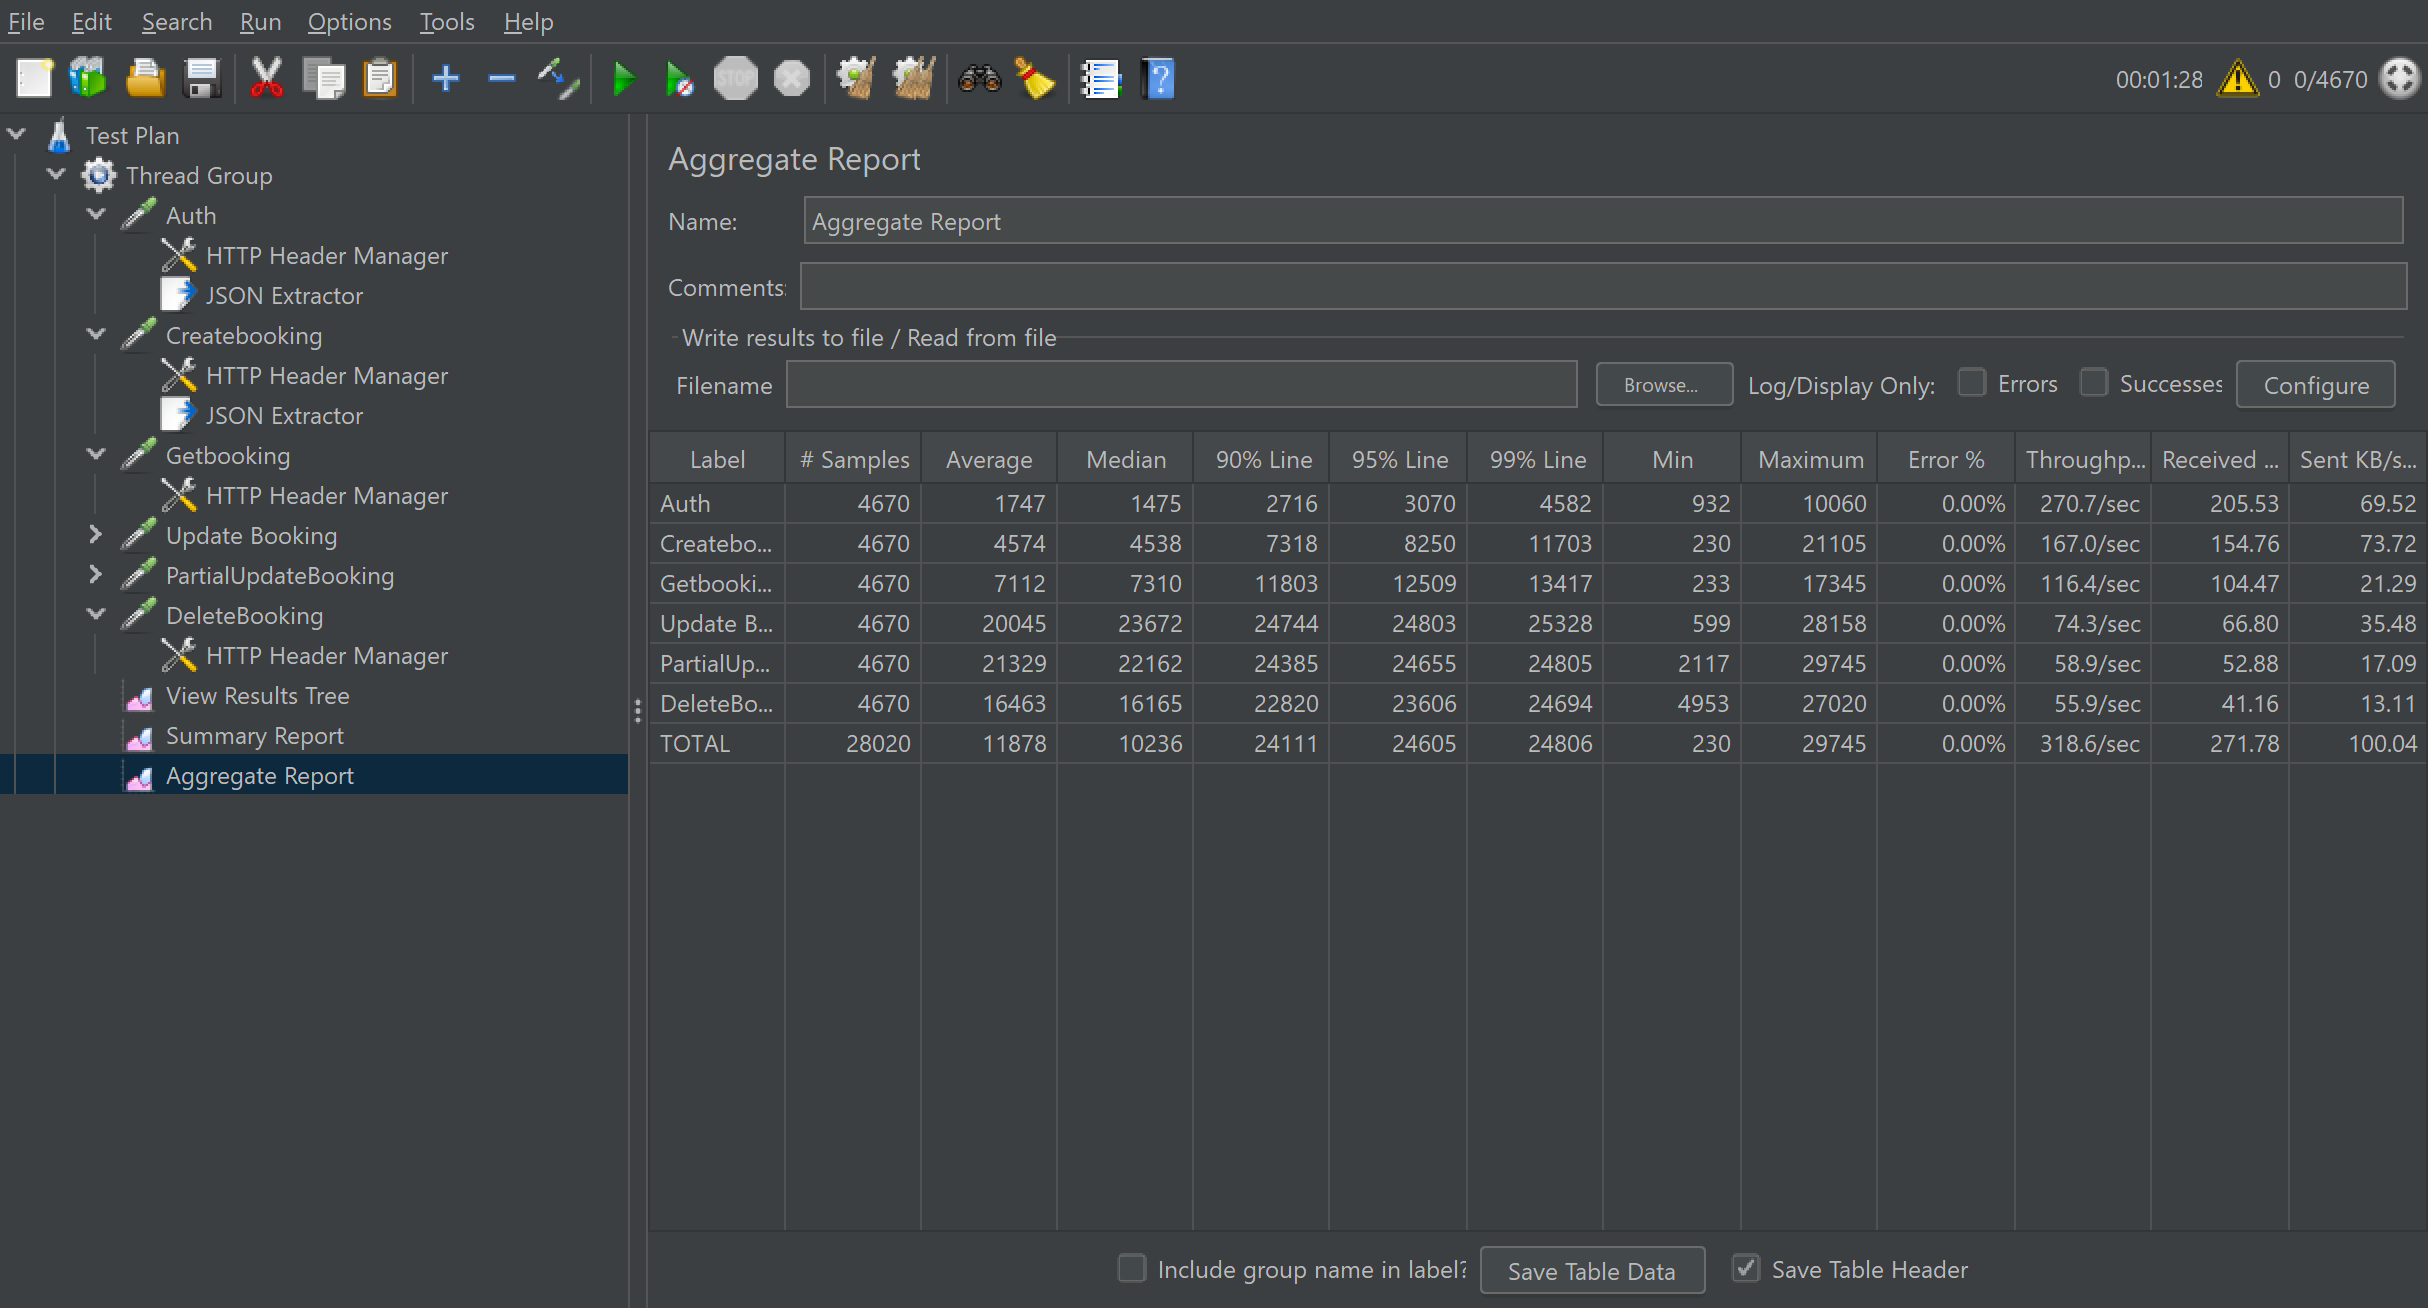 File Edit Search Run Options Tools Help
STOP
00:01:28 0 0/4670
Test Plan
Thread Group
Auth
HTTP Header Manager
JSON Extractor
Createbooking
HTTP Header Manager
JSON Extractor
Getbooking
HTTP Header Manager
Update Booking
PartialUpdateBooking
DeleteBooking
HTTP Header Manager
View Results Tree
Summary Report
Aggregate Report
Aggregate Report
Name: Aggregate Report
Comments:
Write results to file / Read from file
Filename Browse... Log/Display Only: Errors Successes Configure
Label # Samples Average Median 90% Line 95% Line 99% Line Min Maximum Error % Throughp... Received ... Sent KB/s...
Auth 4670 1747 1475 2716 3070 4582 932 10060 0.00% 270.7/sec 205.53 69.52
Createbo... 4670 4574 4538 7318 8250 11703 230 21105 0.00% 167.0/sec 154.76 73.72
Getbooki... 4670 7112 7310 11803 12509 13417 233 17345 0.00% 116.4/sec 104.47 21.29
Update B... 4670 20045 23672 24744 24803 25328 599 28158 0.00% 74.3/sec 66.80 35.48
PartialUp... 4670 21329 22162 24385 24655 24805 2117 29745 0.00% 58.9/sec 52.88 17.09
DeleteBo... 4670 16463 16165 22820 23606 24694 4953 27020 0.00% 55.9/sec 41.16 13.11
TOTAL 28020 11878 10236 24111 24605 24806 230 29745 0.00% 318.6/sec 271.78 100.04
Include group name in label? Save Table Data Save Table Header